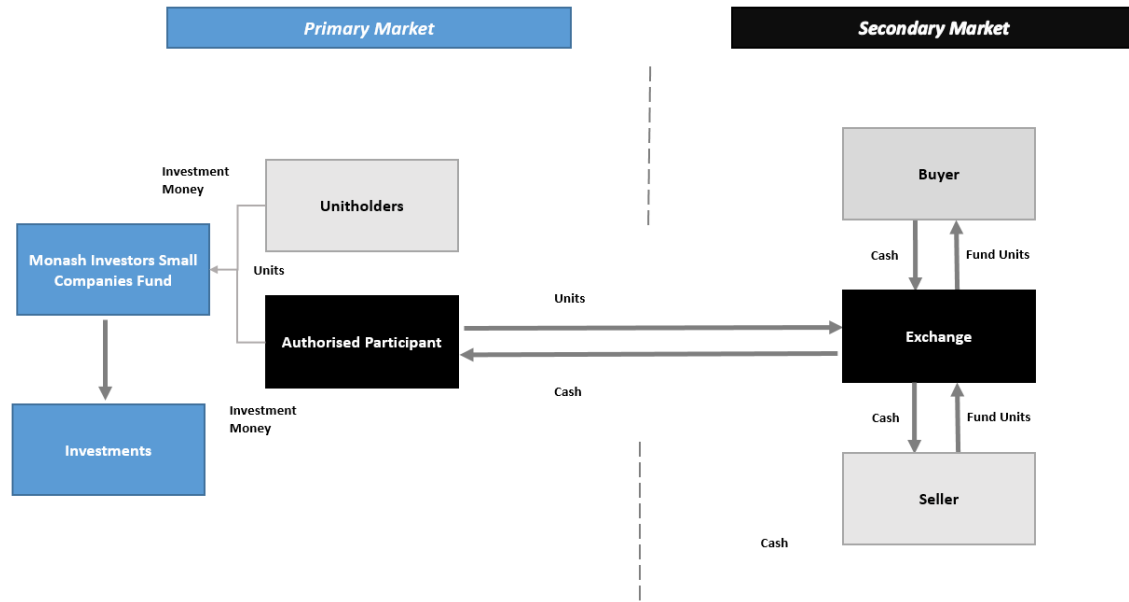 Primary Market
Secondary Market
Investment
Money
Unitholders
Buyer
Monash Investors Small
Companies Fund
Units
Cash
Fund Units
Units
Authorised Participant
Exchange
Cash
Investment
Money
Cash
Fund Units
Investments
Seller
Cash